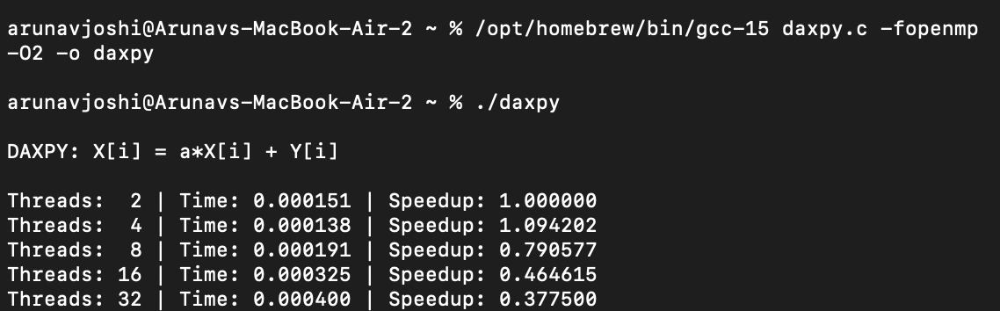 arunavjoshi@Arunavs-MacBook-Air-2 ~ % /opt/homebrew/bin/gcc-15 daxpy.c -fopenmp
-O2 -o daxpy
arunavjoshi@Arunavs-MacBook-Air-2 ~ % ./daxpy
DAXPY: X[i] = a*X[i] + Y[i]
Threads:  2 | Time: 0.000151 | Speedup: 1.000000
Threads:  4 | Time: 0.000138 | Speedup: 1.094202
Threads:  8 | Time: 0.000191 | Speedup: 0.790577
Threads: 16 | Time: 0.000325 | Speedup: 0.464615
Threads: 32 | Time: 0.000400 | Speedup: 0.377500